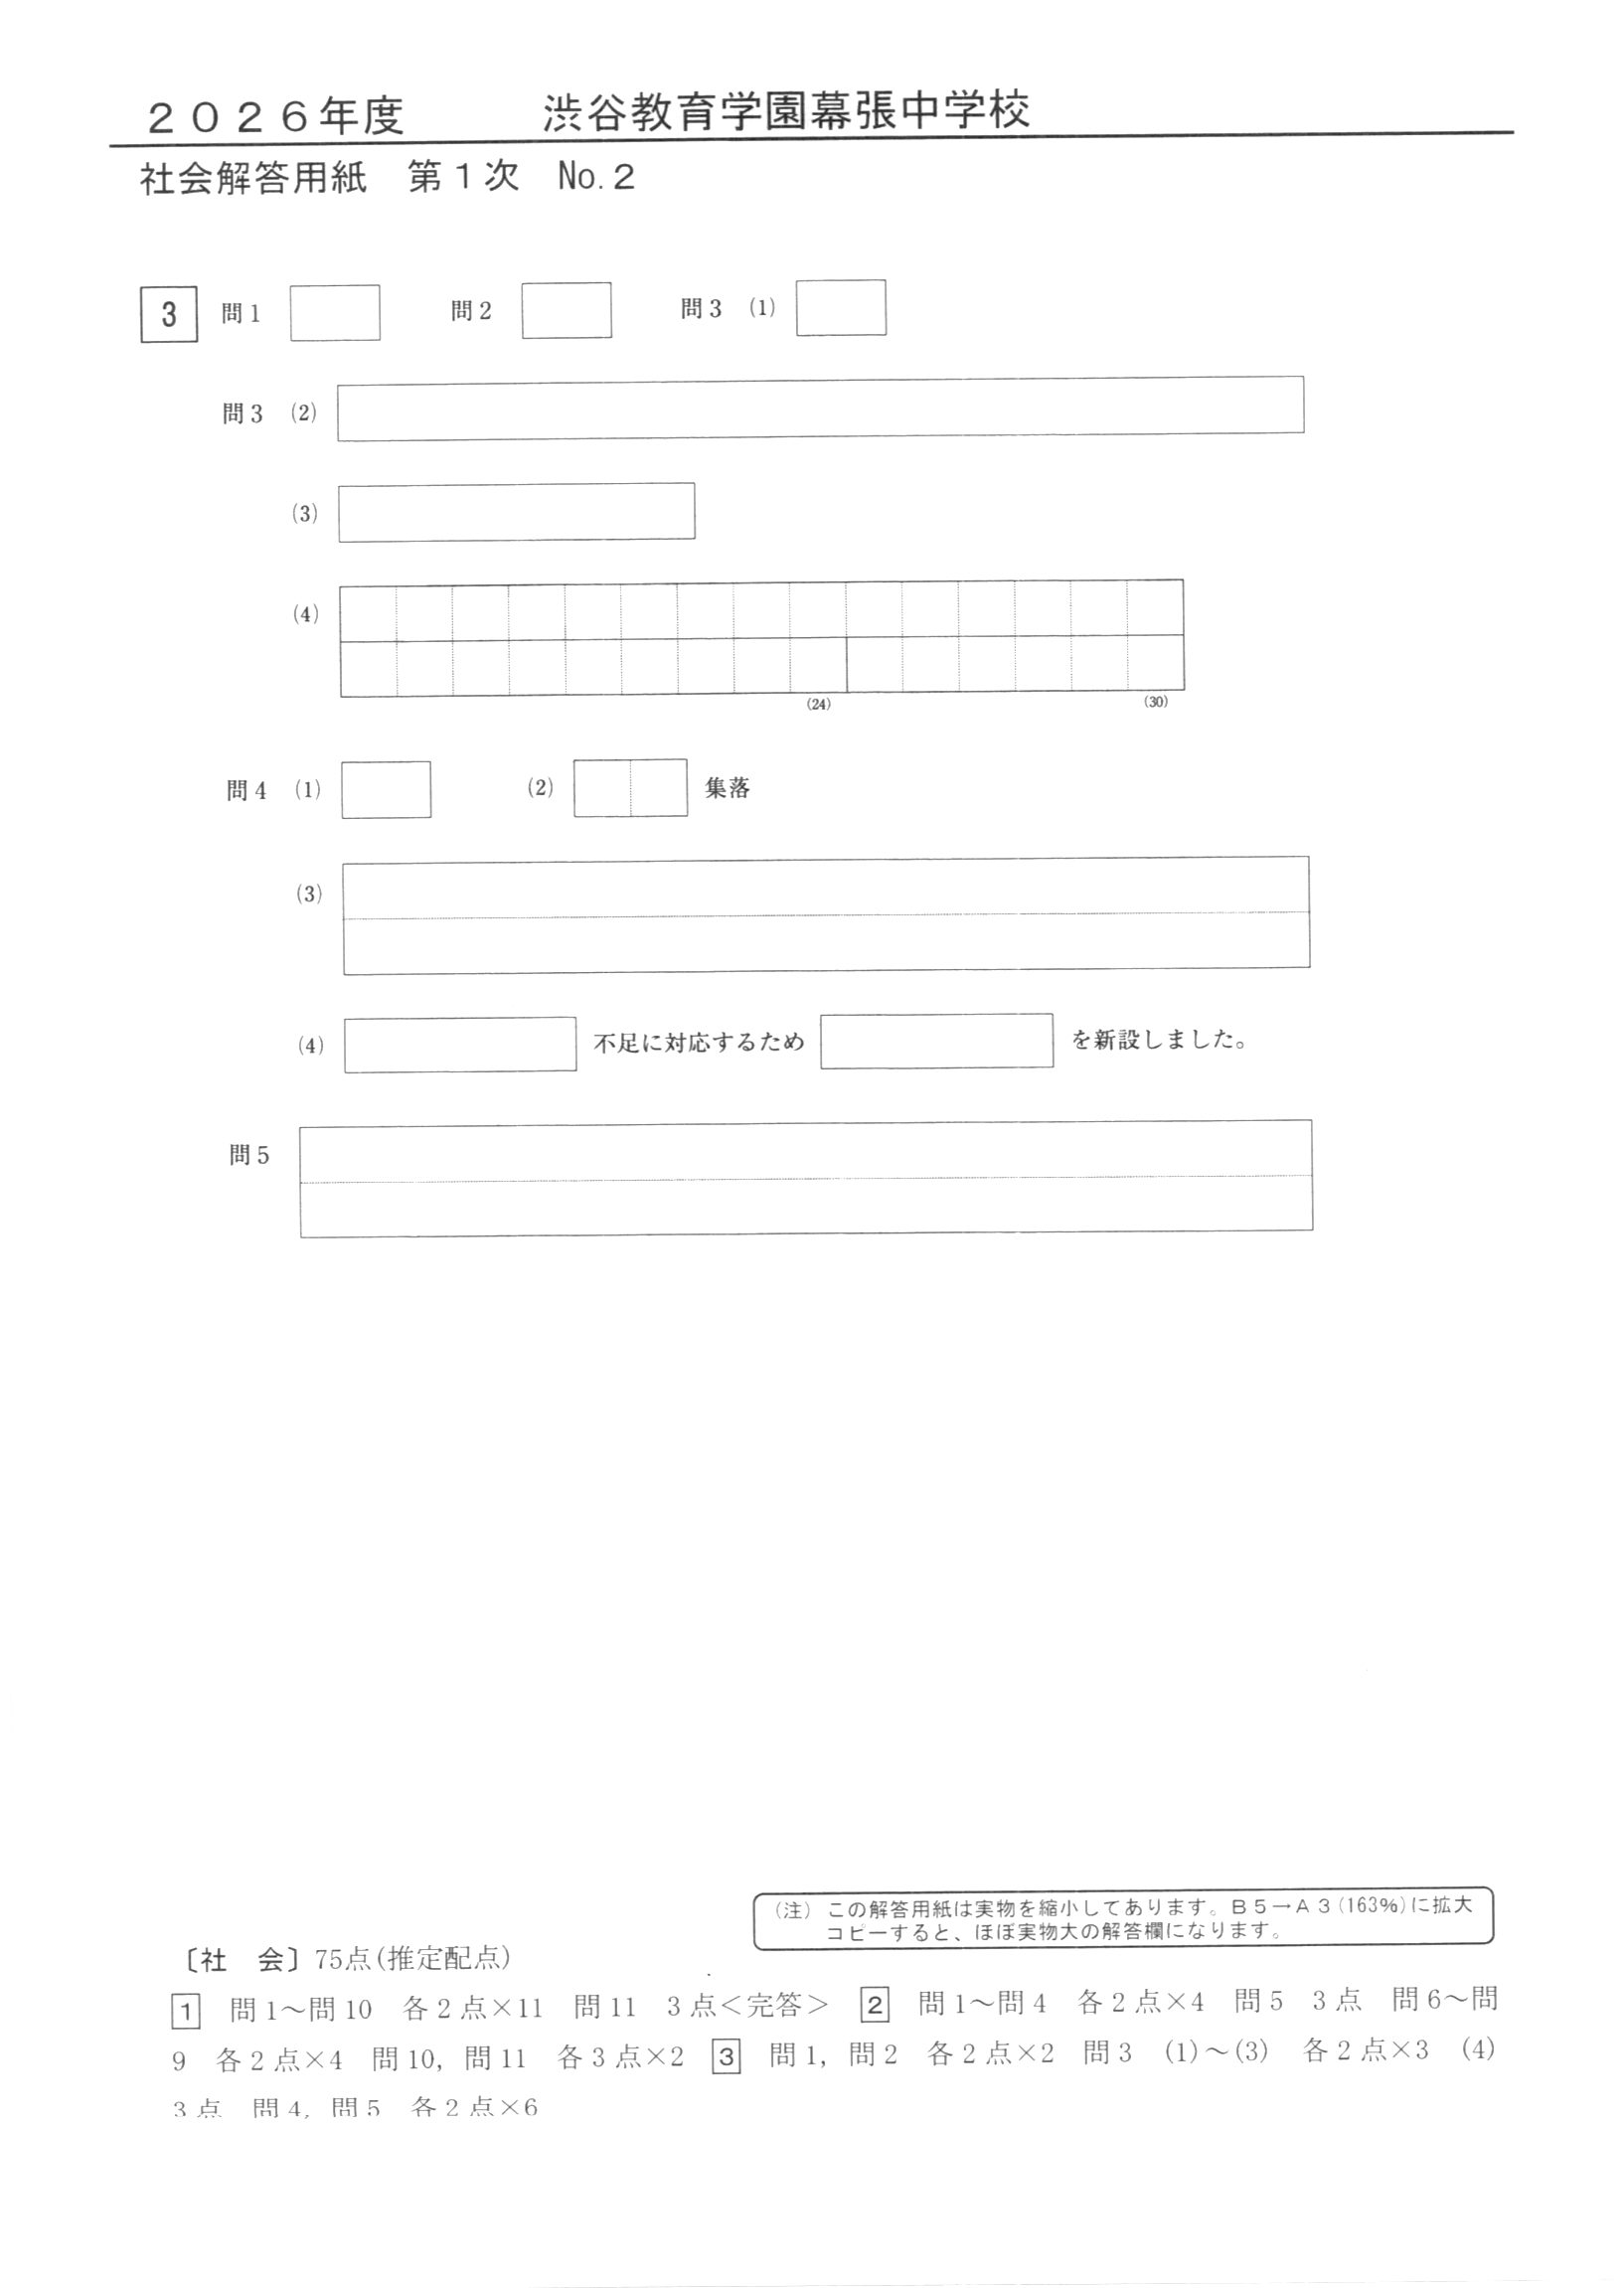 2026年度 渋谷教育学園幕張中学校
社会解答用紙 第1次 No.2
3 問1 問2 問3 (1)
問3 (2)
(3)
(4)
(24) (30)
問4 (1) (2) 集落
(3)
(4) 不足に対応するため を新設しました。
問5
(注) この解答用紙は実物を縮小してあります。B5→A3(163%)に拡大
コピーすると、ほぼ実物大の解答欄になります。
〔社 会〕75点(推定配点)
1 問1～問10 各2点×11 問11 3点<完答> 2 問1～問4 各2点×4 問5 3点 問6～問
9 各2点×4 問10, 問11 各3点×2 3 問1, 問2 各2点×2 問3 (1)～(3) 各2点×3 (4)
3点 問4, 問5 各2点×6